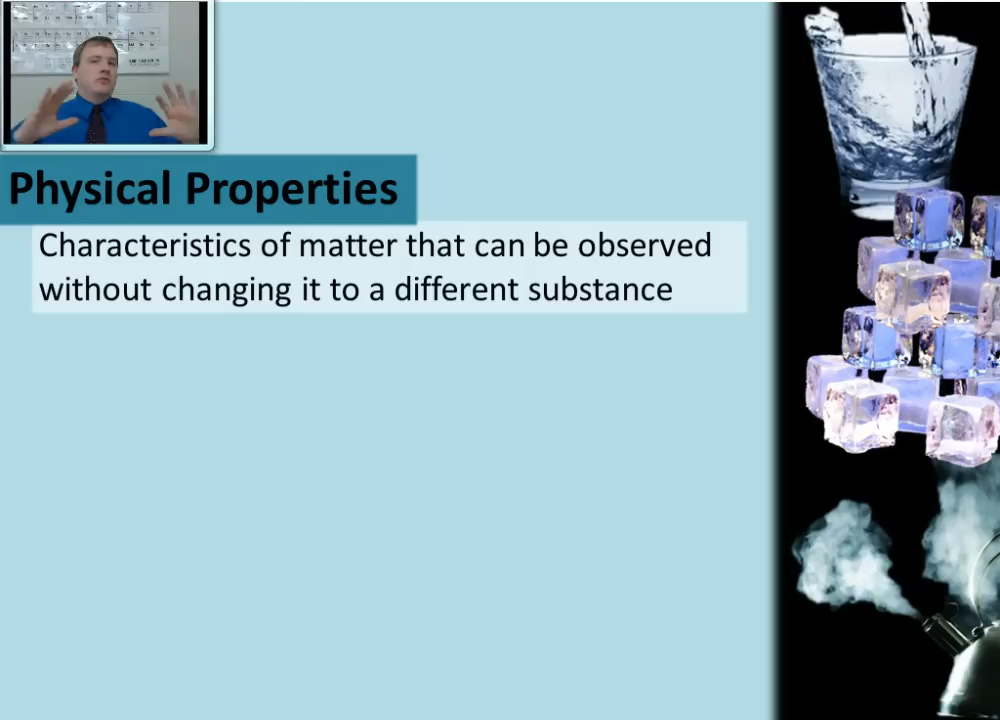 Physical Properties
Characteristics of matter that can be observed
without changing it to a different substance